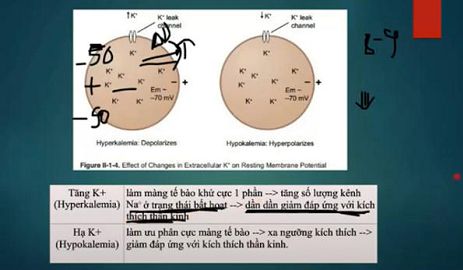 ↑K⁺
K⁺ leak
channel
K⁺
K⁺
K⁺
K⁺
K⁺
K⁺
K⁺
Em ~
-70 mV
- +
Hyperkalemia: Depolarizes
↓K⁺
K⁺ leak
channel
K⁺
K⁺
K⁺
K⁺
K⁺
K⁺
K⁺
Em ~
-70 mV
- +
Hypokalemia: Hyperpolarizes
-50
+
-50
8-9
Figure II-1-4. Effect of Changes in Extracellular K⁺ on Resting Membrane Potential
Tăng K+
(Hyperkalemia)
làm màng tế bào khử cực 1 phần --> tăng số lượng kênh
Na⁺ ở trạng thái bất hoạt --> dần dần giảm đáp ứng với kích
thích thần kinh
Hạ K+
(Hypokalemia)
làm ưu phân cực màng tế bào --> xa ngưỡng kích thích -->
giảm đáp ứng với kích thích thần kinh.